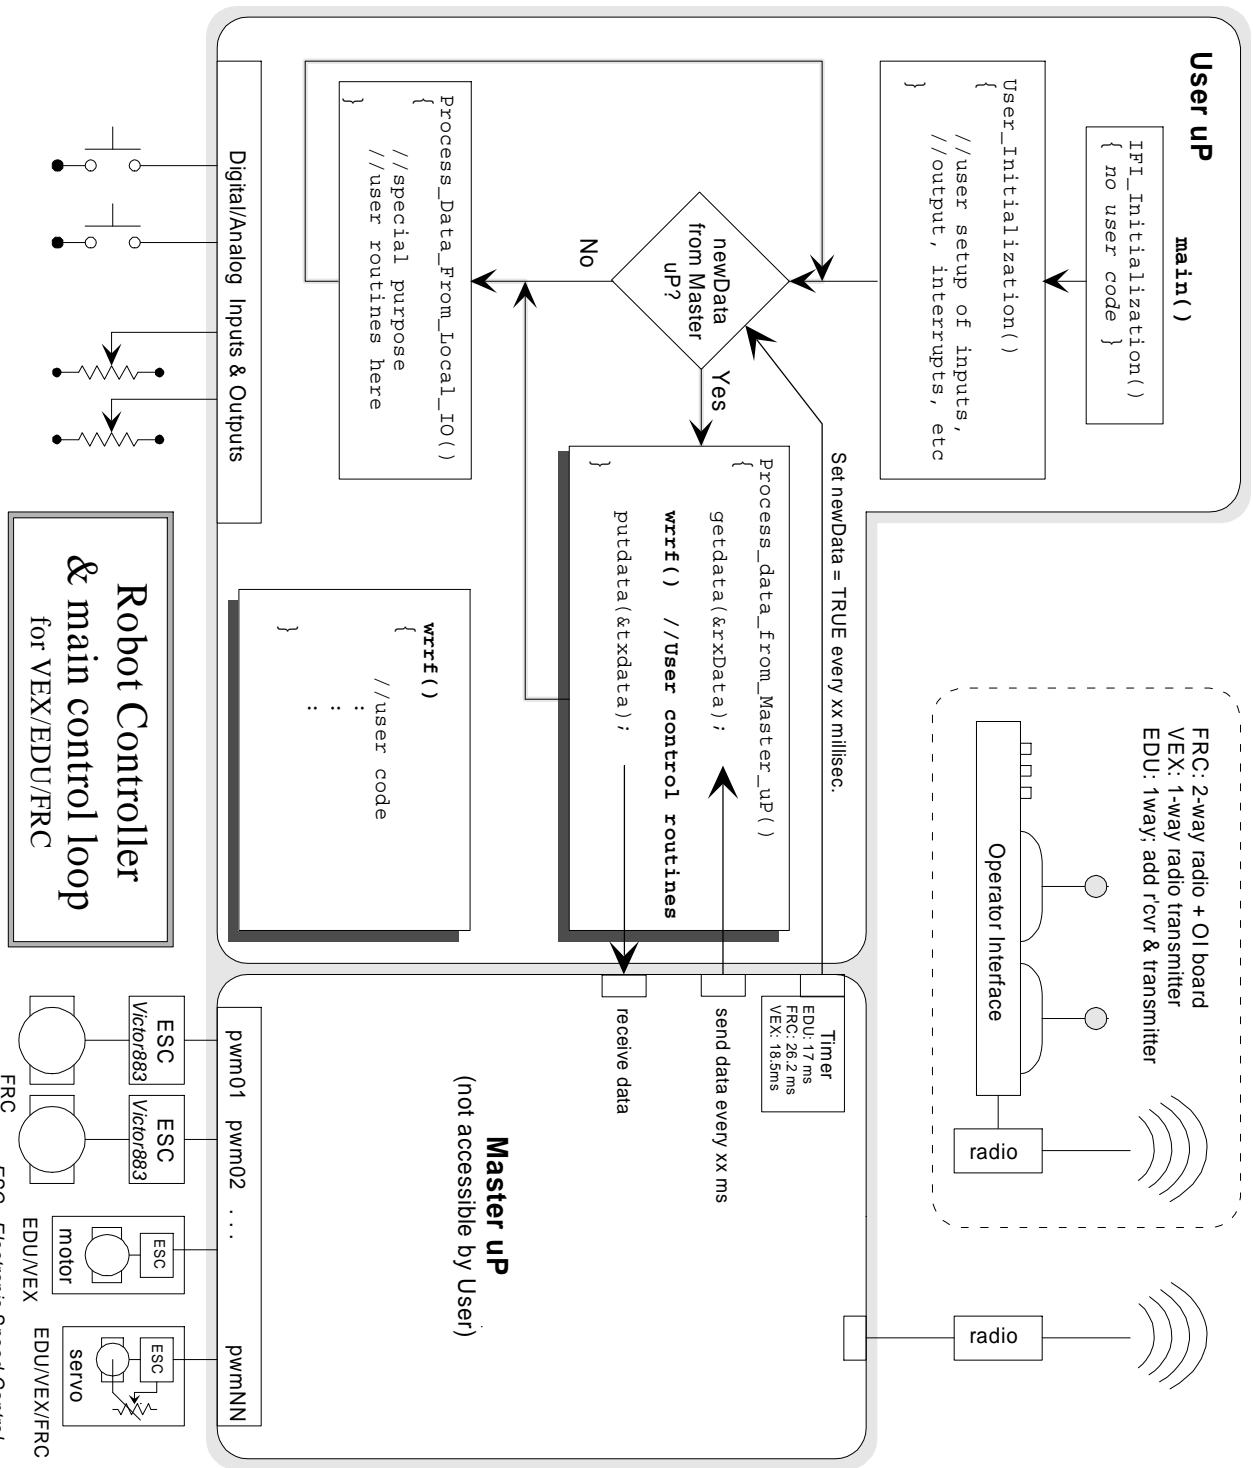 User uP
main()
IFI_Initialization()
{ no user code }
User_Initialization()
{
//user setup of inputs,
//output, interrupts, etc
}
newData
from Master
uP?
Yes
No
Set newData = TRUE every xx millisec.
Process_data_from_Master_uP()
{
getdata(&rxData);
wrrf() //User control routines
putdata(&txdata);
}
Process_Data_From_Local_IO()
{
//special purpose
//user routines here
}
wrrf()
{
//user code
:
:
:
}
Digital/Analog Inputs & Outputs
FRC: 2-way radio + OI board
VEX: 1-way radio transmitter
EDU: 1way; add r'cvr & transmitter
Operator Interface
radio
radio
Timer
EDU: 17 ms
FRC: 26.2 ms
VEX: 18.5ms
send data every xx ms
receive data
Master uP
(not accessible by User)
pwm01 pwm02 . . . pwmNN
ESC
Victor883
ESC
Victor883
FRC
ESC
motor
EDU/VEX
ESC
servo
EDU/VEX/FRC
Robot Controller
& main control loop
for VEX/EDU/FRC